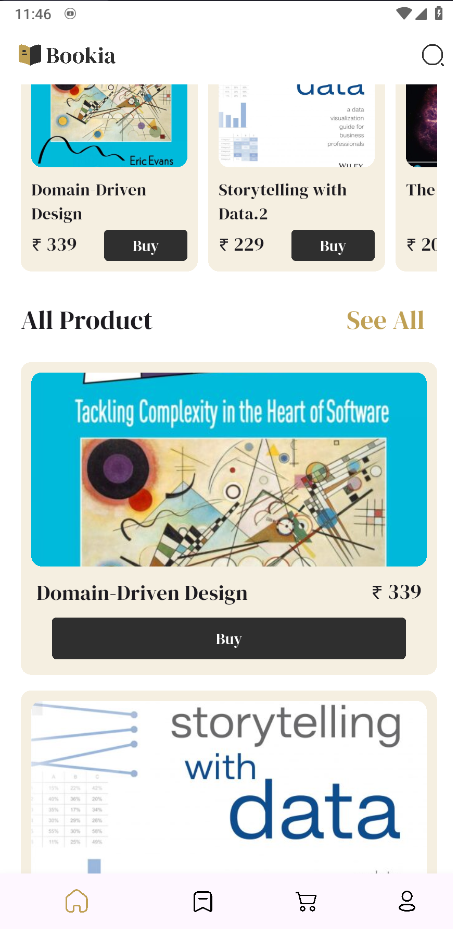 11:46
Bookia
data
a data
visualization
guide for
business
professionals
Eric Evans
WILEY
Domain Driven
Design
Storytelling with
Data.2
The
₹ 339
Buy
₹ 229
Buy
₹ 20
All Product
See All
Tackling Complexity in the Heart of Software
Domain-Driven Design
₹ 339
Buy
storytelling
with
data
A B C